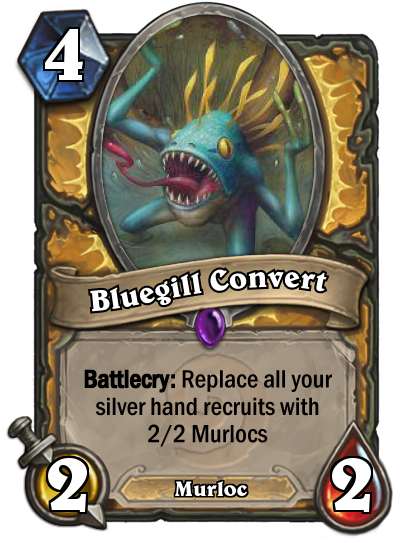 4
Bluegill Convert
Battlecry: Replace all your
silver hand recruits with
2/2 Murlocs
2
Murloc
2